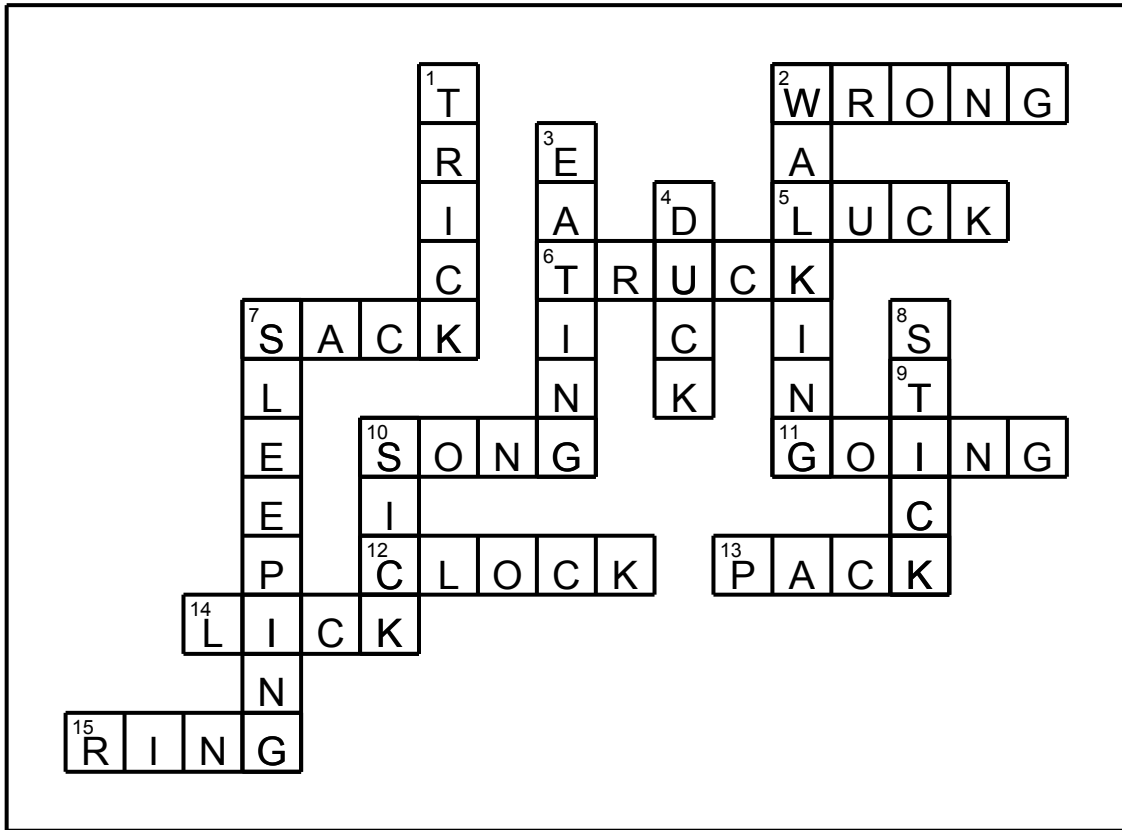 1 T 2 W R O N G
R 3 E A
I A 4 D 5 L U C K
C 6 T R U C K
7 S A C K I C I 8 S
L N K N 9 T
E 10 S O N G 11 G O I N G
E I C
P 12 C L O C K 13 P A C K
14 L I C K
N
15 R I N G